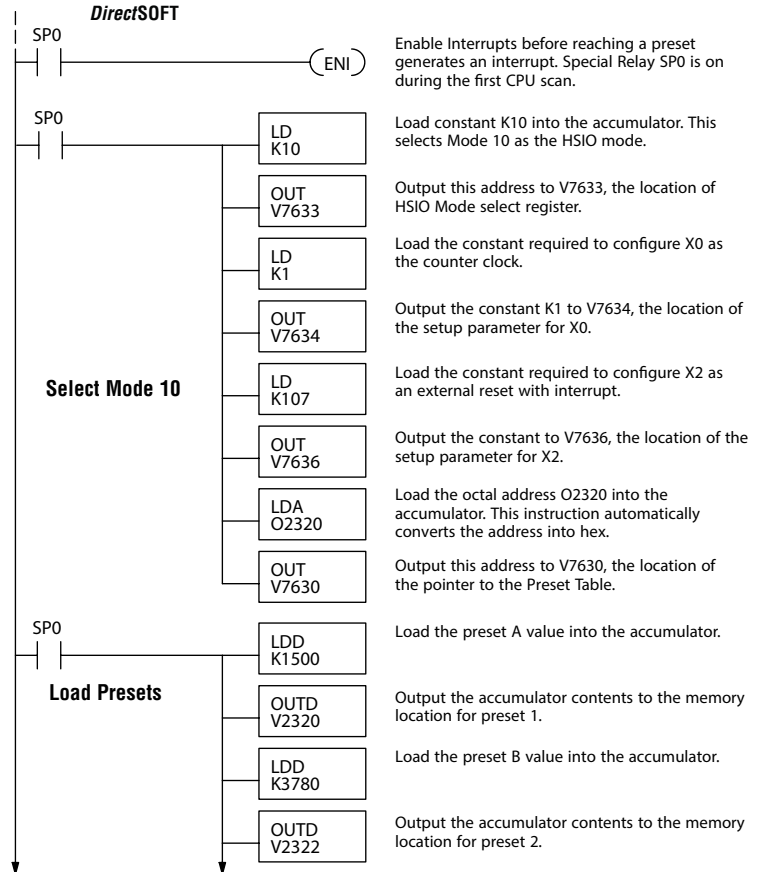 DirectSOFT
SP0
ENI
Enable Interrupts before reaching a preset
generates an interrupt. Special Relay SP0 is on
during the first CPU scan.
SP0
LD
K10
Load constant K10 into the accumulator. This
selects Mode 10 as the HSIO mode.
OUT
V7633
Output this address to V7633, the location of
HSIO Mode select register.
LD
K1
Load the constant required to configure X0 as
the counter clock.
OUT
V7634
Output the constant K1 to V7634, the location of
the setup parameter for X0.
Select Mode 10
LD
K107
Load the constant required to configure X2 as
an external reset with interrupt.
OUT
V7636
Output the constant to V7636, the location of the
setup parameter for X2.
LDA
O2320
Load the octal address O2320 into the
accumulator. This instruction automatically
converts the address into hex.
OUT
V7630
Output this address to V7630, the location of
the pointer to the Preset Table.
SP0
LDD
K1500
Load the preset A value into the accumulator.
Load Presets
OUTD
V2320
Output the accumulator contents to the memory
location for preset 1.
LDD
K3780
Load the preset B value into the accumulator.
OUTD
V2322
Output the accumulator contents to the memory
location for preset 2.